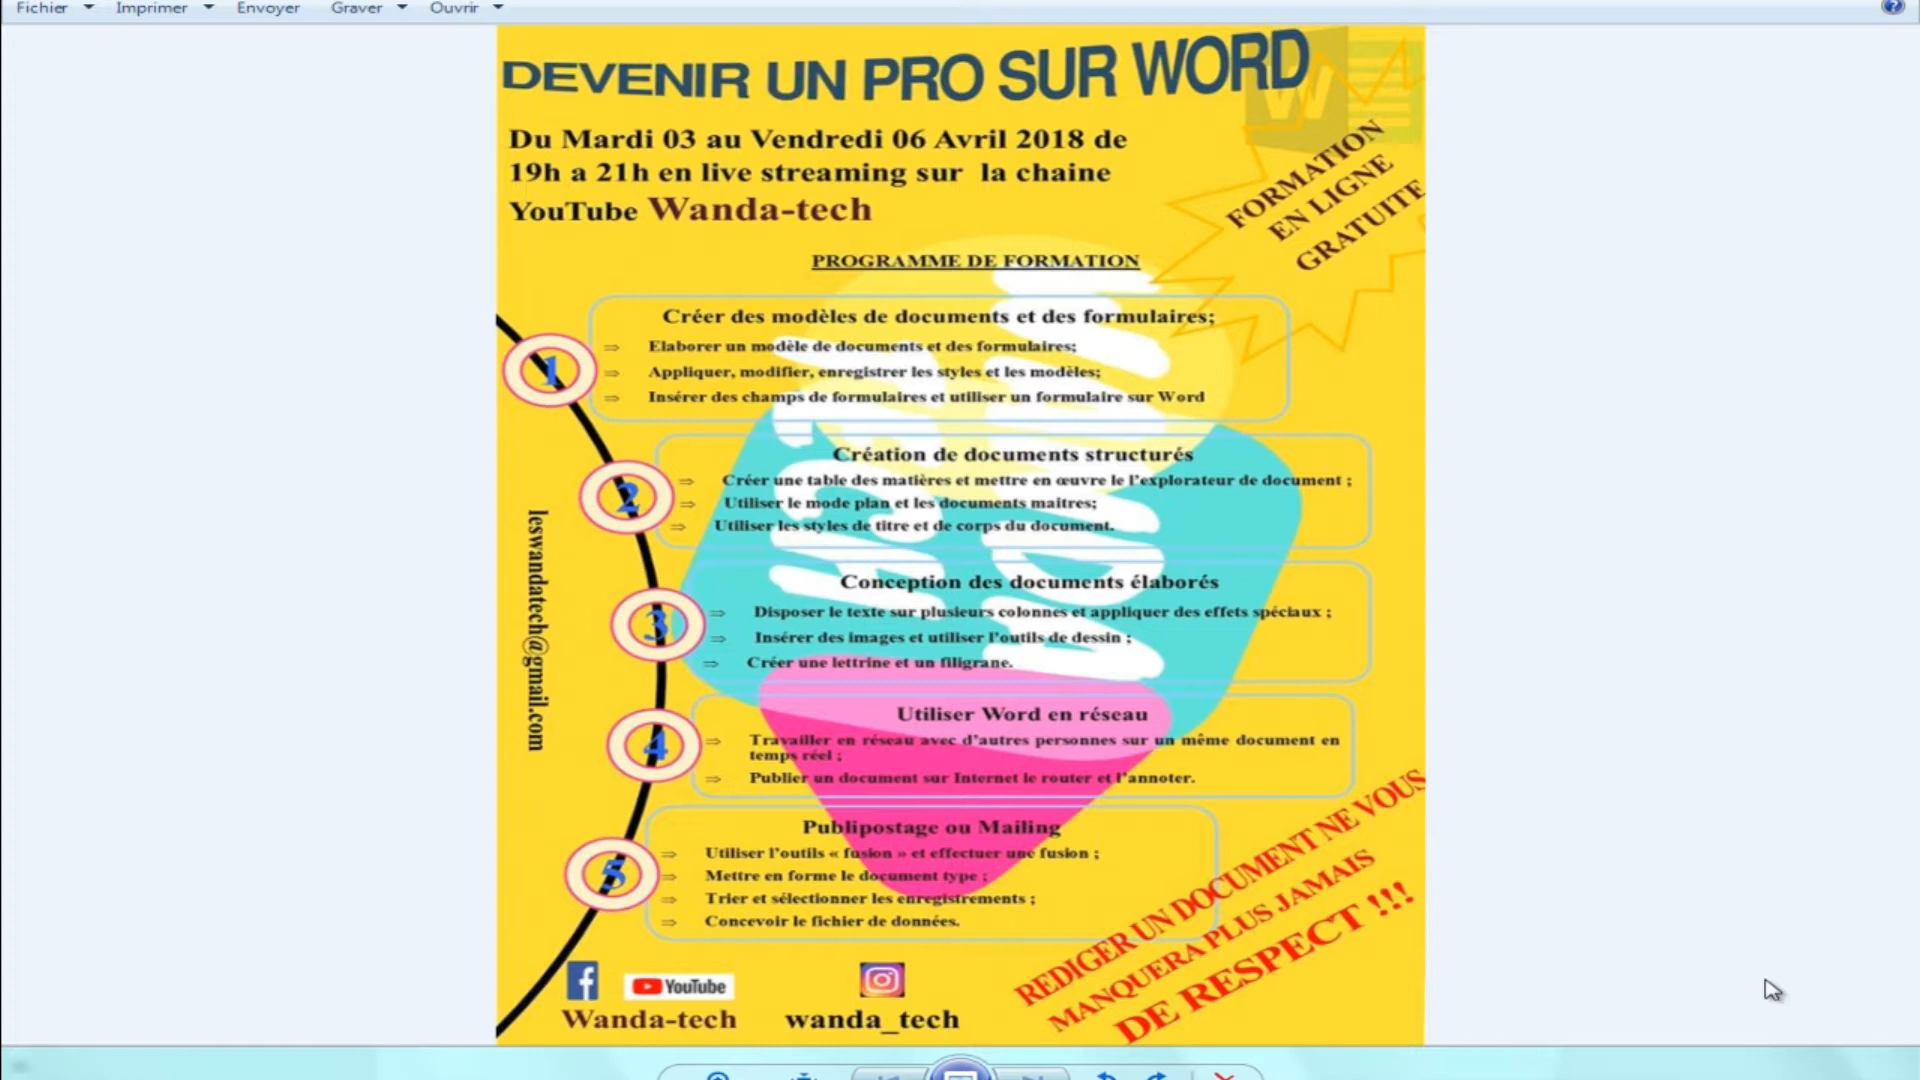 Fichier Imprimer Envoyer Graver Ouvrir
DEVENIR UN PRO SUR WORD
Du Mardi 03 au Vendredi 06 Avril 2018 de
19h a 21h en live streaming sur la chaine
YouTube Wanda-tech
W
FORMATION
EN LIGNE
GRATUITE
PROGRAMME DE FORMATION
1
Créer des modèles de documents et des formulaires;
⇒ Elaborer un modèle de documents et des formulaires;
⇒ Appliquer, modifier, enregistrer les styles et les modèles;
⇒ Insérer des champs de formulaires et utiliser un formulaire sur Word
2
Création de documents structurés
⇒ Créer une table des matières et mettre en œuvre le l'explorateur de document ;
⇒ Utiliser le mode plan et les documents maitres;
⇒ Utiliser les styles de titre et de corps du document.
3
Conception des documents élaborés
⇒ Disposer le texte sur plusieurs colonnes et appliquer des effets spéciaux ;
⇒ Insérer des images et utiliser l'outils de dessin ;
⇒ Créer une lettrine et un filigrane.
4
Utiliser Word en réseau
⇒ Travailler en réseau avec d'autres personnes sur un même document en
temps réel ;
⇒ Publier un document sur Internet le router et l'annoter.
5
Publipostage ou Mailing
⇒ Utiliser l'outils « fusion » et effectuer une fusion ;
⇒ Mettre en forme le document type ;
⇒ Trier et sélectionner les enregistrements ;
⇒ Concevoir le fichier de données.
leswandatech@gmail.com
REDIGER UN DOCUMENT NE VOUS
MANQUERA PLUS JAMAIS
DE RESPECT !!!
YouTube
Wanda-tech
wanda_tech